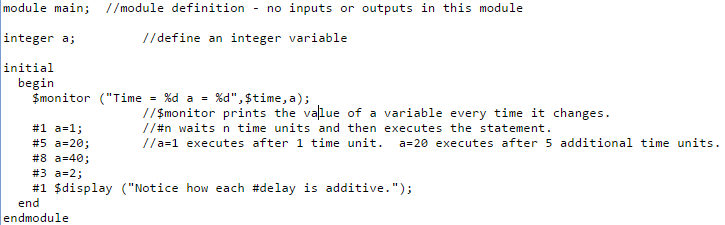 module main;  //module definition - no inputs or outputs in this module
integer a;         //define an integer variable
initial
  begin
    $monitor ("Time = %d a = %d",$time,a);
                   //$monitor prints the value of a variable every time it changes.
    #1 a=1;        //#n waits n time units and then executes the statement.
    #5 a=20;       //a=1 executes after 1 time unit.  a=20 executes after 5 additional time units.
    #8 a=40;
    #3 a=2;
    #1 $display ("Notice how each #delay is additive.");
  end
endmodule